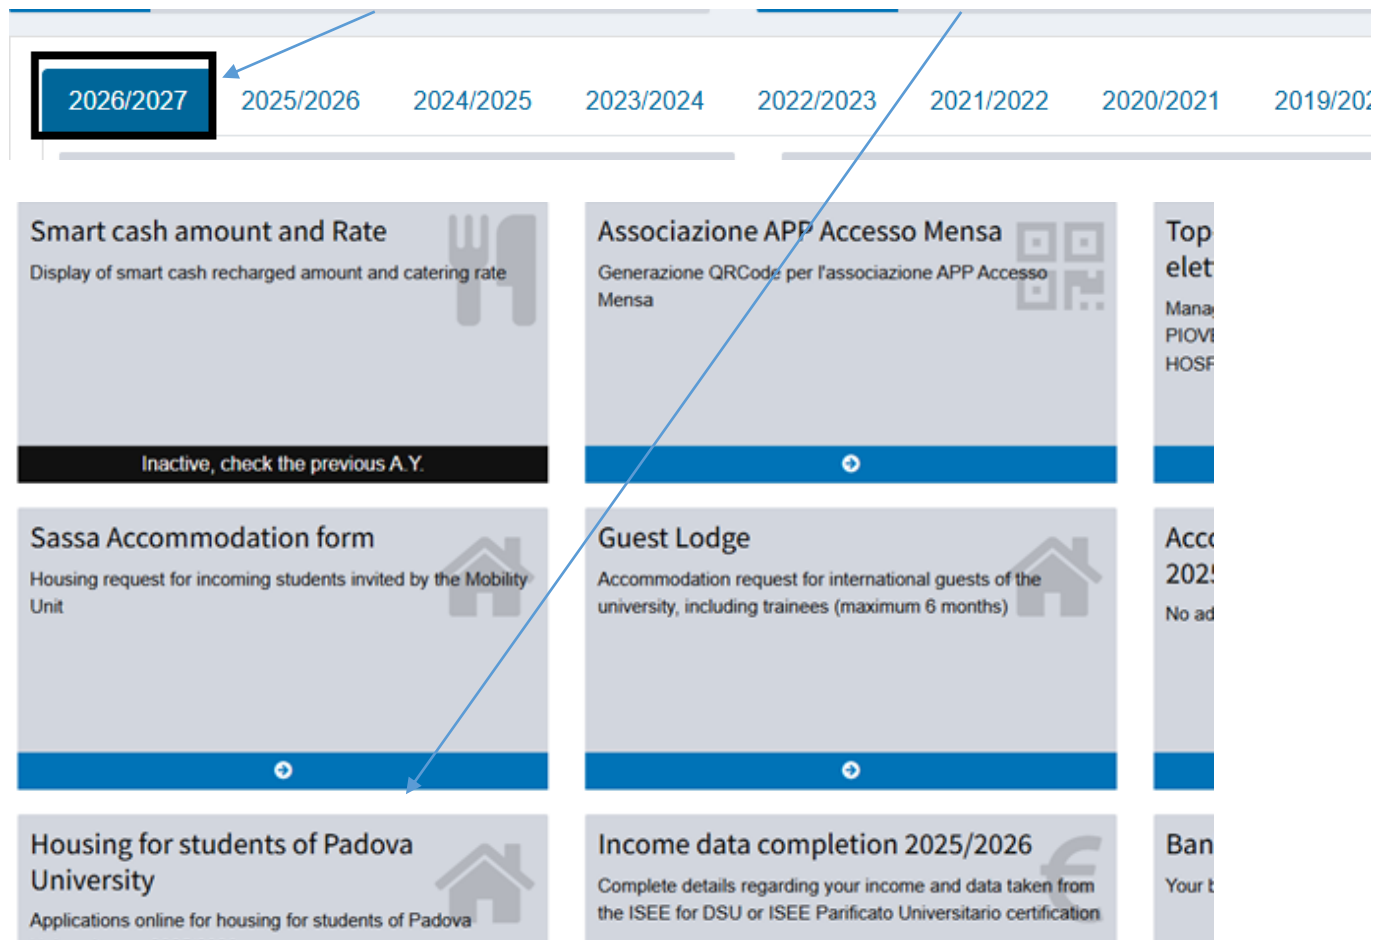 2026/2027 2025/2026 2024/2025 2023/2024 2022/2023 2021/2022 2020/2021
Smart cash amount and Rate
Display of smart cash recharged amount and catering rate
Inactive, check the previous A.Y.
Associazione APP Accesso Mensa
Generazione QRCode per l'associazione APP Accesso
Mensa
Top
Sassa Accommodation form
Housing request for incoming students invited by the Mobility
Unit
Guest Lodge
Accommodation request for international guests of the
university, including trainees (maximum 6 months)
No ad
Housing for students of Padova
University
Applications online for housing for students of Padova
Income data completion 2025/2026
Complete details regarding your income and data taken from
the ISEE for DSU or ISEE Parificato Universitario certification
Ban
Your b